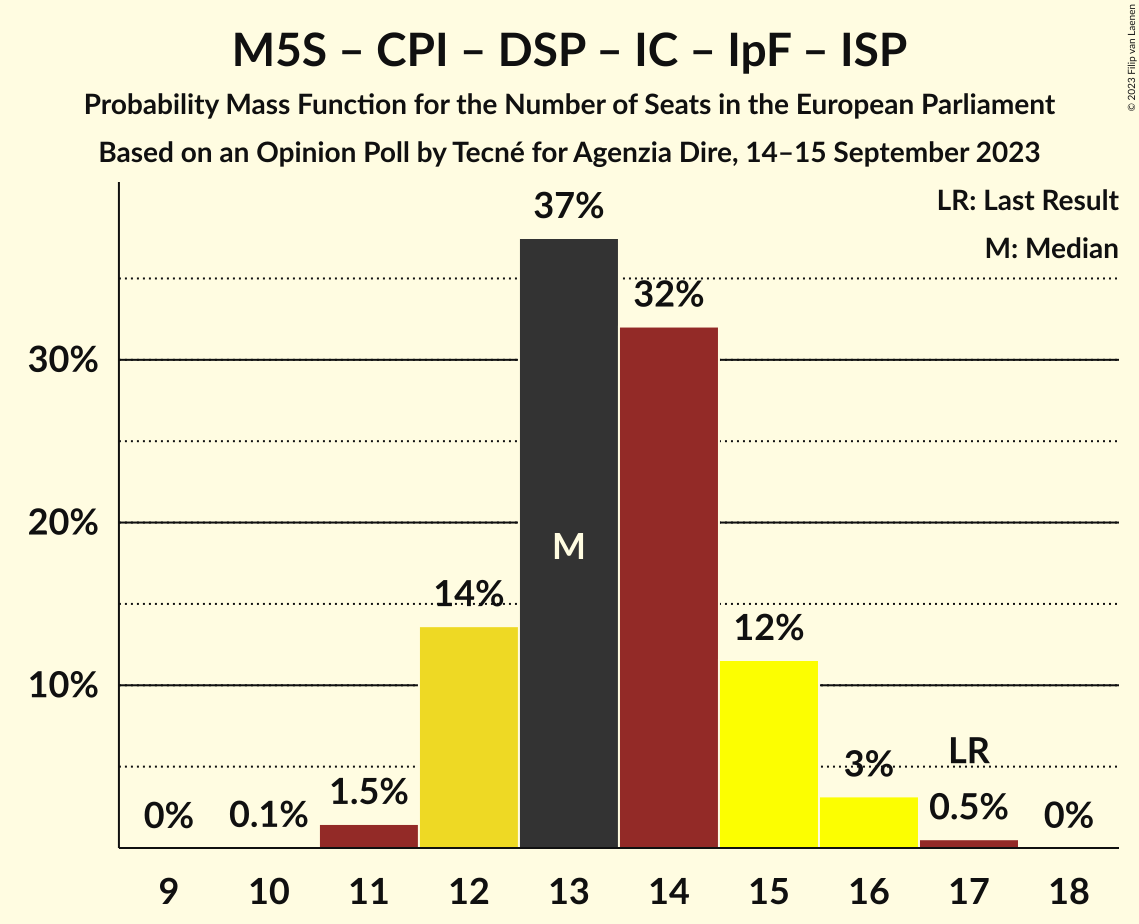 M5S – CPI – DSP – IC – IpF – ISP
Probability Mass Function for the Number of Seats in the European Parliament
Based on an Opinion Poll by Tecné for Agenzia Dire, 14–15 September 2023
© 2023 Filip van Laenen
LR: Last Result
M: Median
37%
32%
30%
20%
M
14%
12%
10%
LR
3%
1.5%
0.5%
0%
0.1%
0%
9 10 11 12 13 14 15 16 17 18